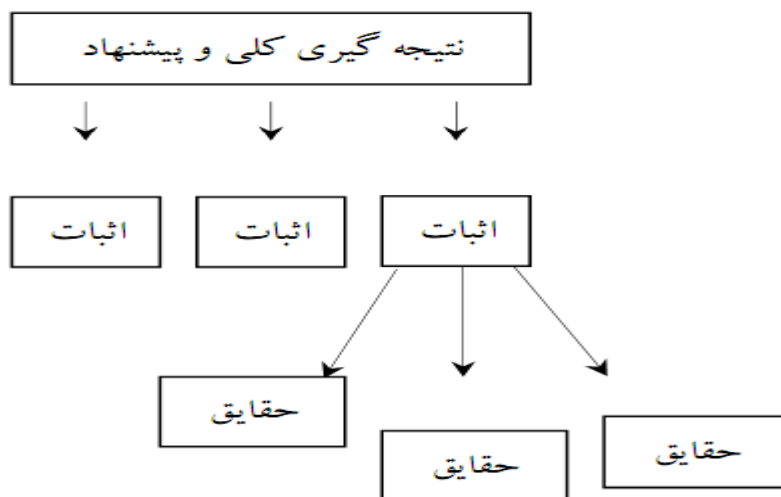 نتیجه گیری کلی و پیشنهاد
اثبات
اثبات
اثبات
حقایق
حقایق
حقایق